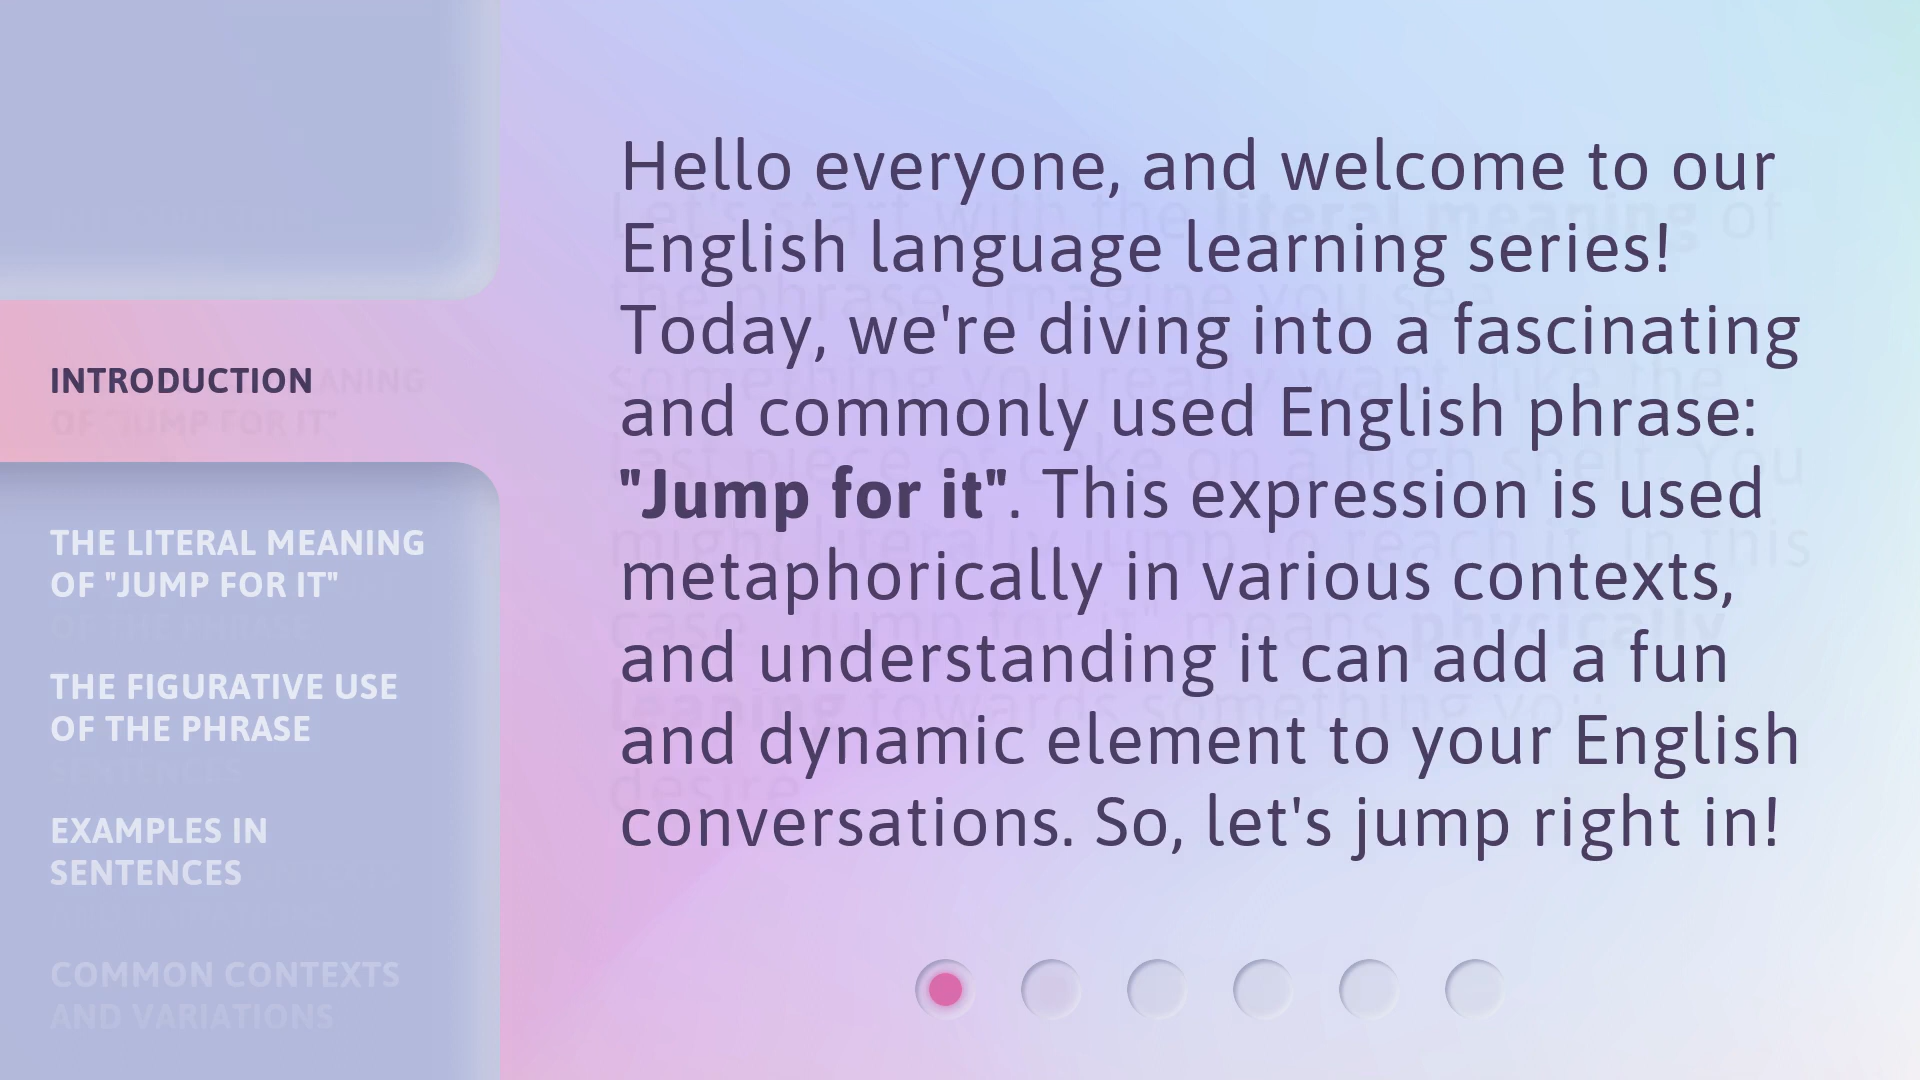 INTRODUCTION
THE LITERAL MEANING
OF "JUMP FOR IT"
THE FIGURATIVE USE
OF THE PHRASE
EXAMPLES IN
SENTENCES
COMMON CONTEXTS
AND VARIATIONS
Hello everyone, and welcome to our
English language learning series!
Today, we're diving into a fascinating
and commonly used English phrase:
"Jump for it". This expression is used
metaphorically in various contexts,
and understanding it can add a fun
and dynamic element to your English
conversations. So, let's jump right in!